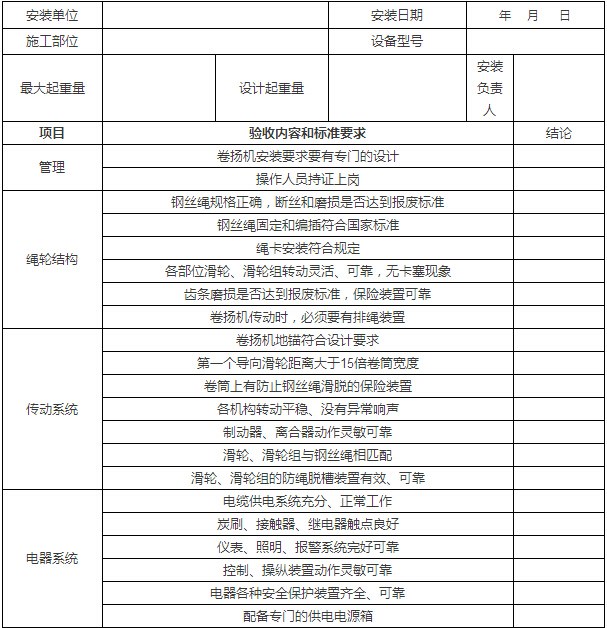 安装单位 安装日期 年 月 日
施工部位 设备型号
最大起重量 设计起重量 安装
负责
人
项目 验收内容和标准要求 结论
管理
卷扬机安装要求要有专门的设计
操作人员持证上岗
绳轮结构
钢丝绳规格正确，断丝和磨损是否达到报废标准
钢丝绳固定和编插符合国家标准
绳卡安装符合规定
各部位滑轮、滑轮组转动灵活、可靠，无卡塞现象
齿条磨损是否达到报废标准，保险装置可靠
卷扬机传动时，必须要有排绳装置
传动系统
卷扬机地锚符合设计要求
第一个导向滑轮距离大于15倍卷筒宽度
卷筒上有防止钢丝绳滑脱的保险装置
各机构转动平稳、没有异常响声
制动器、离合器动作灵敏可靠
滑轮、滑轮组与钢丝绳相匹配
滑轮、滑轮组的防绳脱槽装置有效、可靠
电器系统
电缆供电系统充分、正常工作
炭刷、接触器、继电器触点良好
仪表、照明、报警系统完好可靠
控制、操纵装置动作灵敏可靠
电器各种安全保护装置齐全、可靠
配备专门的供电电源箱